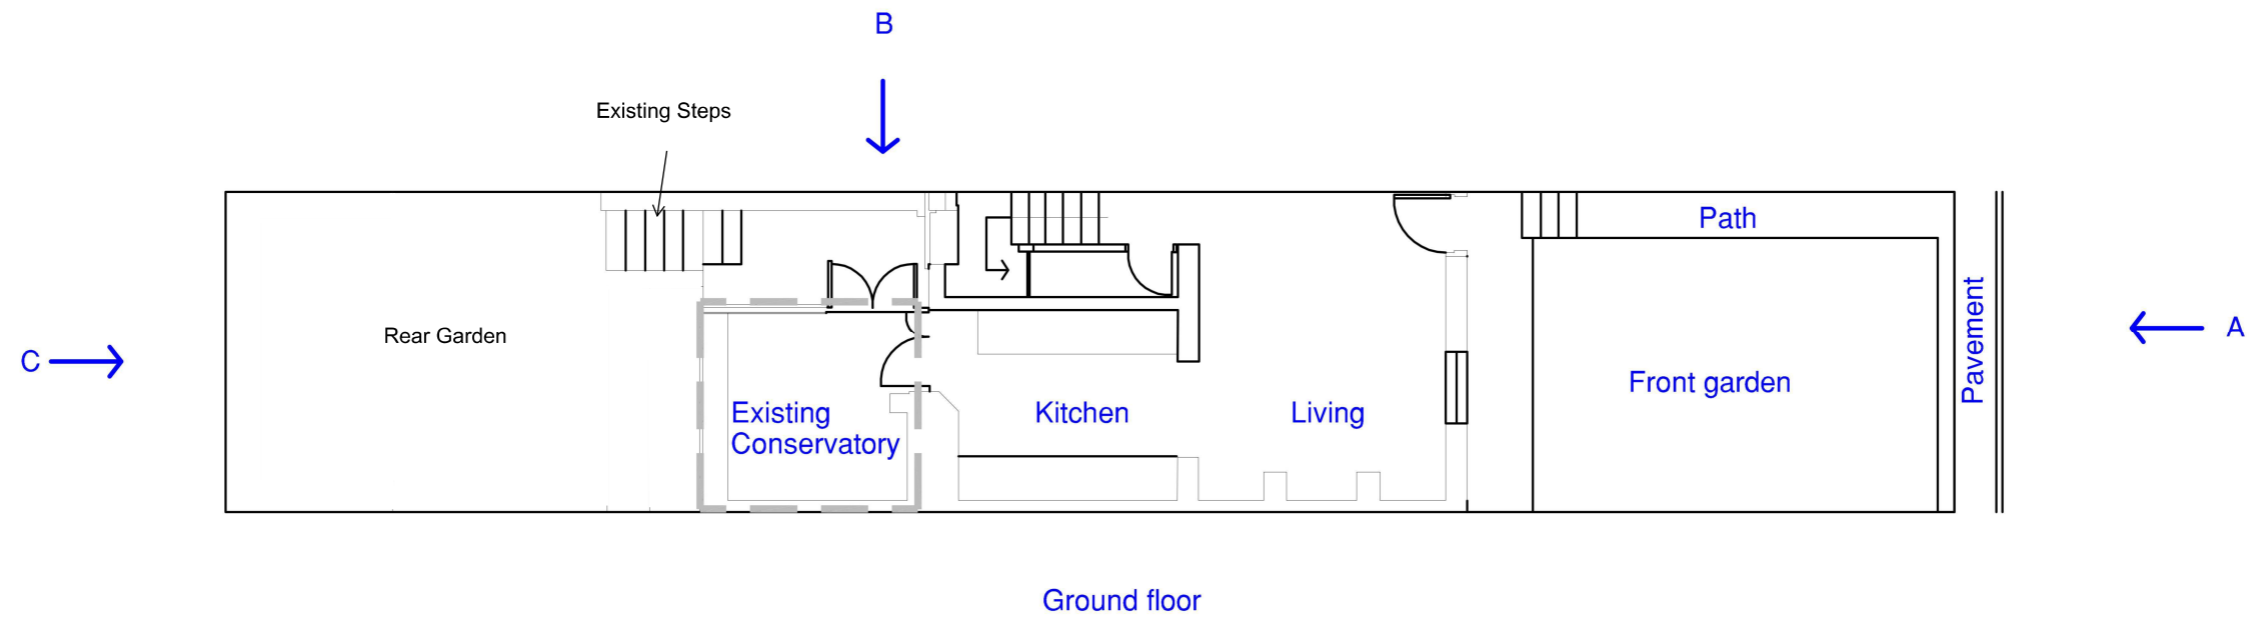 B
Existing Steps
Path
Pavement
C
Rear Garden
A
Front garden
Existing
Conservatory
Kitchen
Living
Ground floor